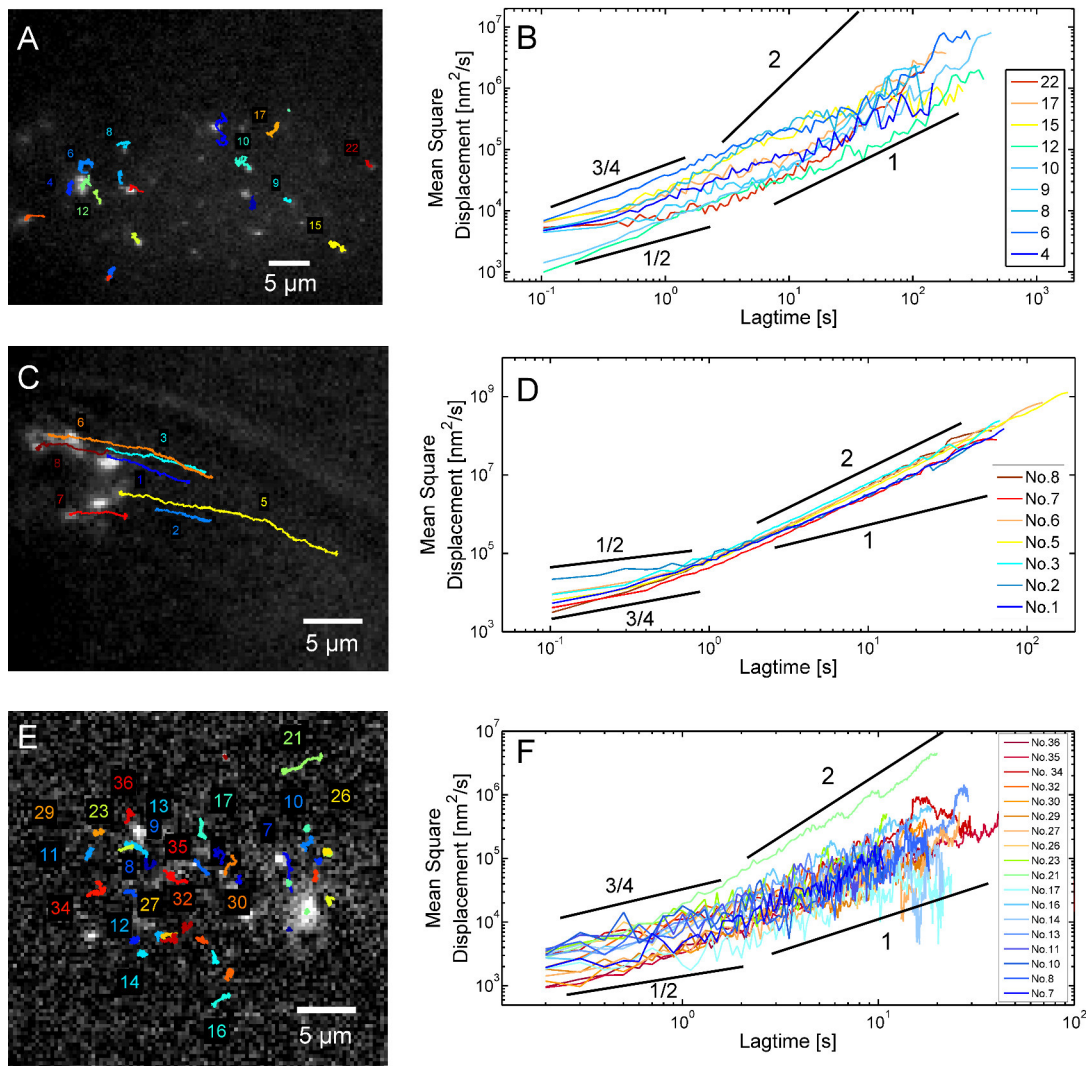 A
17
8
10
6
22
4
9
12
15
5 µm
B
Mean Square
Displacement [nm²/s]
10⁷
10⁶
10⁵
10⁴
10³
2
3/4
1
1/2
22
17
15
12
10
9
8
6
4
10⁻¹
10⁰
10¹
10²
10³
Lagtime [s]
C
6
3
8
1
5
7
2
5 µm
D
Mean Square
Displacement [nm²/s]
10⁹
10⁷
10⁵
10³
2
1/2
1
3/4
No.8
No.7
No.6
No.5
No.3
No.2
No.1
10⁻¹
10⁰
10¹
10²
Lagtime [s]
E
21
36
29
23
13
17
10
26
9
11
35
7
8
34
27
32
30
12
14
16
5 µm
F
Mean Square
Displacement [nm²/s]
10⁷
10⁶
10⁵
10⁴
10³
2
3/4
1
1/2
No.36
No.35
No. 34
No.32
No.30
No.29
No.27
No.26
No.23
No.21
No.17
No.16
No.14
No.13
No.11
No.10
No.8
No.7
10⁰
10¹
10²
Lagtime [s]